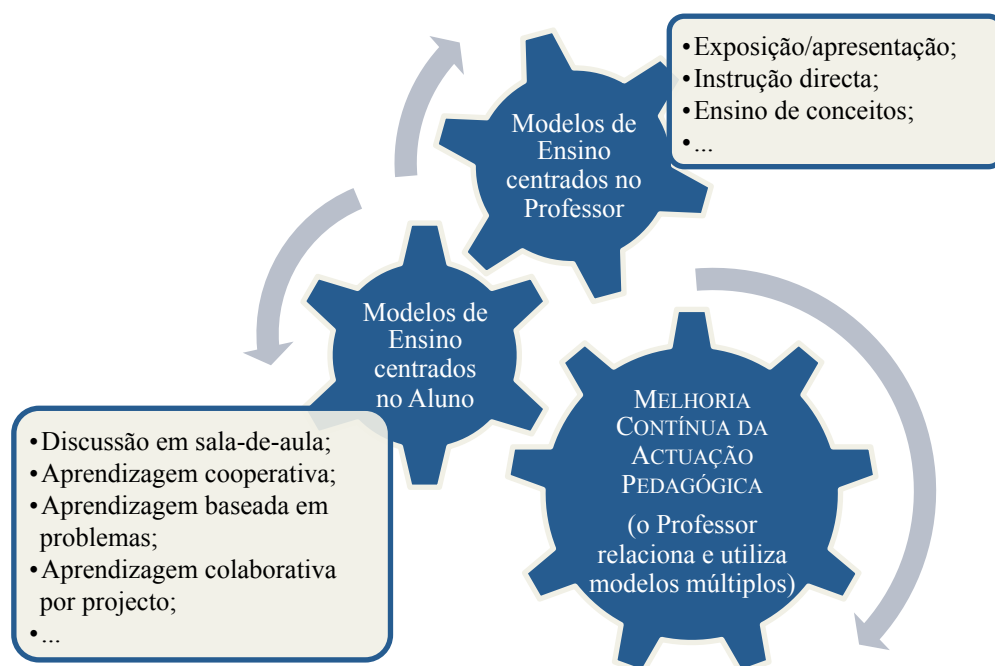 •Exposição/apresentação;
•Instrução directa;
•Ensino de conceitos;
•...
Modelos de
Ensino
centrados no
Professor
Modelos de
Ensino
centrados
no Aluno
•Discussão em sala-de-aula;
•Aprendizagem cooperativa;
•Aprendizagem baseada em
problemas;
•Aprendizagem colaborativa
por projecto;
•...
MELHORIA
CONTÍNUA DA
ACTUAÇÃO
PEDAGÓGICA
(o Professor
relaciona e utiliza
modelos múltiplos)